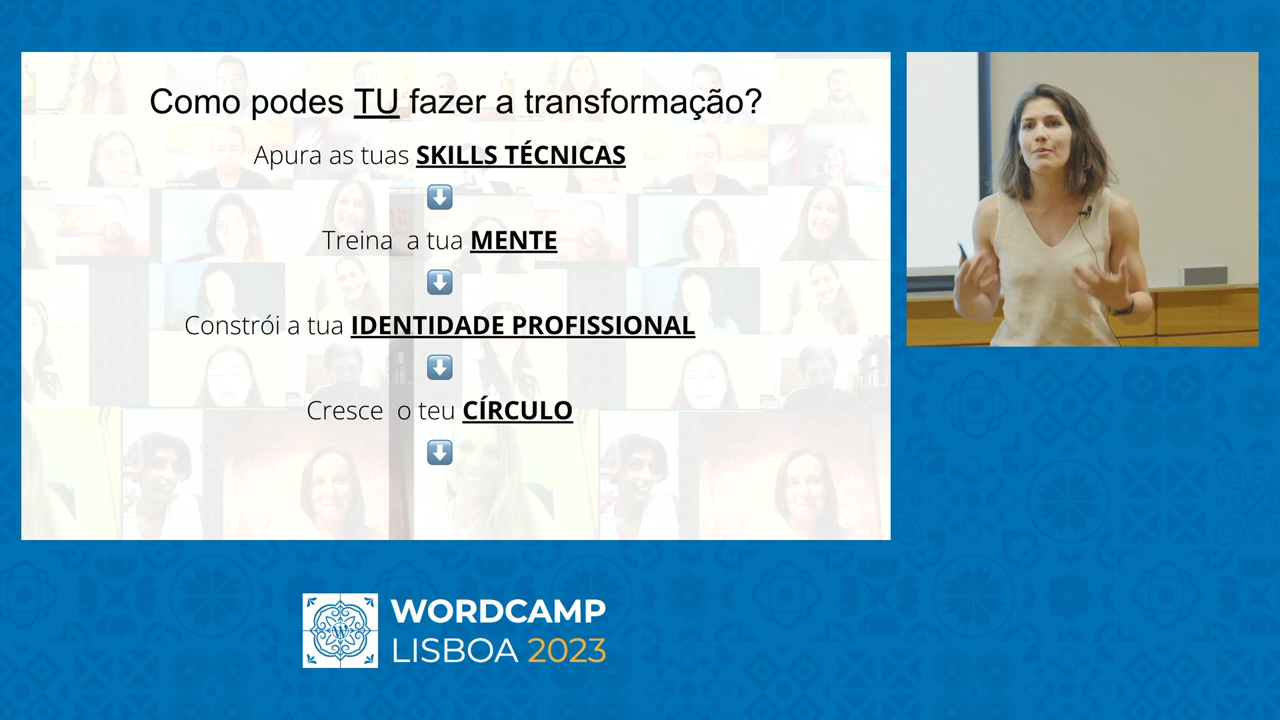 Como podes TU fazer a transformação?
Apura as tuas SKILLS TÉCNICAS
Treina a tua MENTE
Constrói a tua IDENTIDADE PROFISSIONAL
Cresce o teu CÍRCULO
WORDCAMP
LISBOA 2023